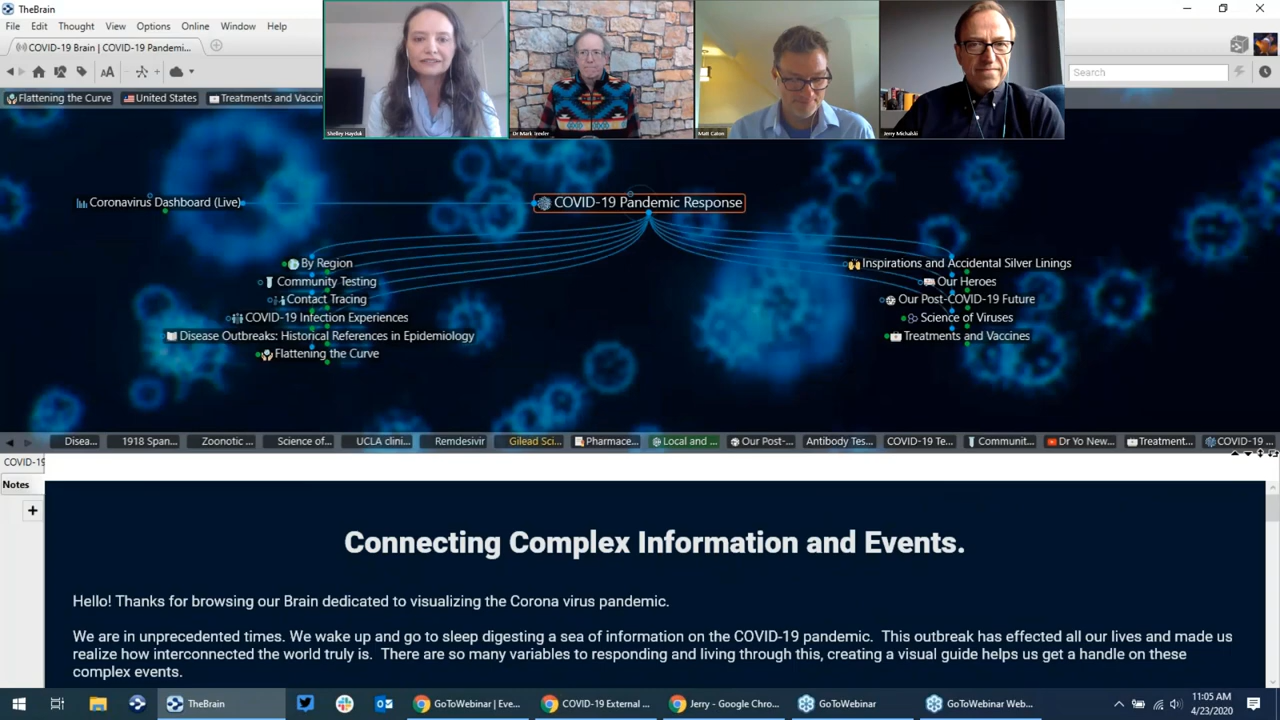 TheBrain
File Edit Thought View Options Online Window Help
COVID-19 Brain | COVID-19 Pandemi...
AA
Search
Flattening the Curve United States Treatments and Vaccin
Shelley Hayduk Dr Mark Trexler Matt Caton Jerry Michalski
Coronavirus Dashboard (Live)
COVID-19 Pandemic Response
By Region
Community Testing
Contact Tracing
COVID-19 Infection Experiences
Disease Outbreaks: Historical References in Epidemiology
Flattening the Curve
Inspirations and Accidental Silver Linings
Our Heroes
Our Post-COVID-19 Future
Science of Viruses
Treatments and Vaccines
Disea... 1918 Span... Zoonotic ... Science of... UCLA clini... Remdesivir Gilead Sci... Pharmace... Local and ... Our Post-... Antibody Tes... COVID-19 Te... Communit... Dr Yo New... Treatment... COVID-19 ...
COVID-19
Notes
+
Connecting Complex Information and Events.
Hello! Thanks for browsing our Brain dedicated to visualizing the Corona virus pandemic.
We are in unprecedented times. We wake up and go to sleep digesting a sea of information on the COVID-19 pandemic. This outbreak has effected all our lives and made us
realize how interconnected the world truly is. There are so many variables to responding and living through this, creating a visual guide helps us get a handle on these
complex events.
TheBrain GoToWebinar | Eve... COVID-19 External ... Jerry - Google Chro... GoToWebinar GoToWebinar Web...
11:05 AM
4/23/2020